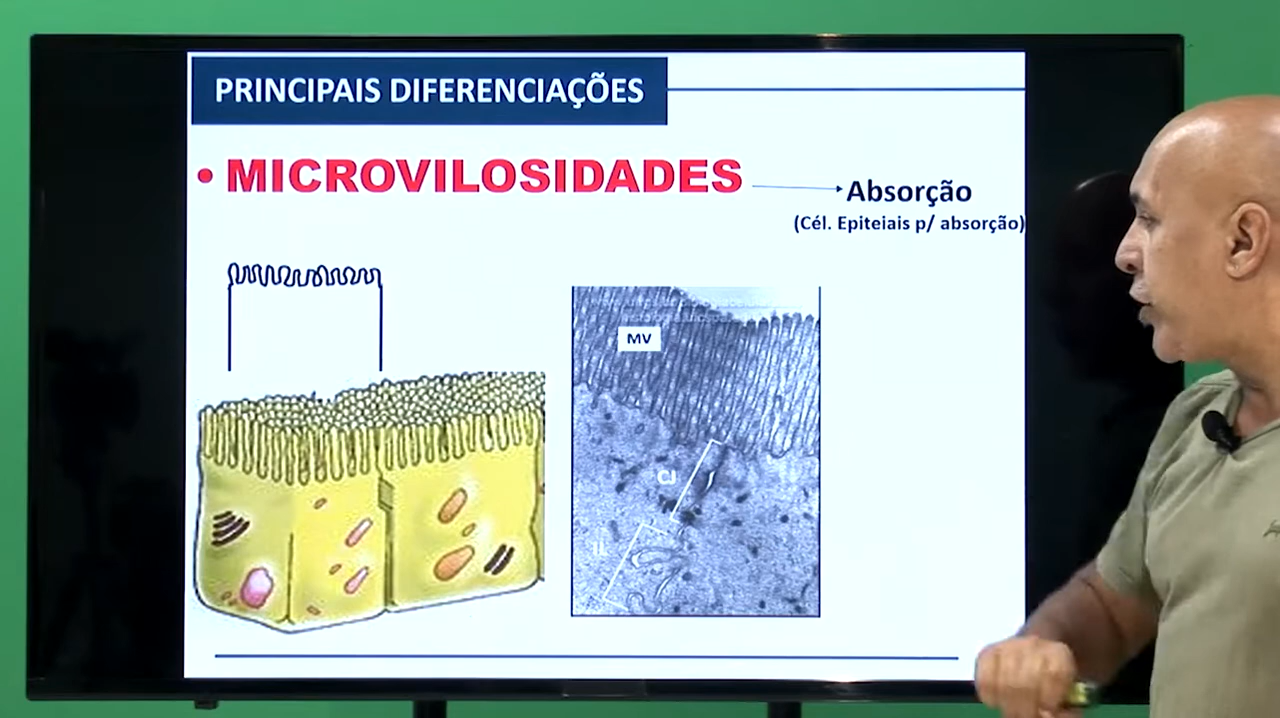 PRINCIPAIS DIFERENCIAÇÕES
• MICROVILOSIDADES
Absorção
(Cél. Epiteiais p/ absorção)
MV
CJ
IL